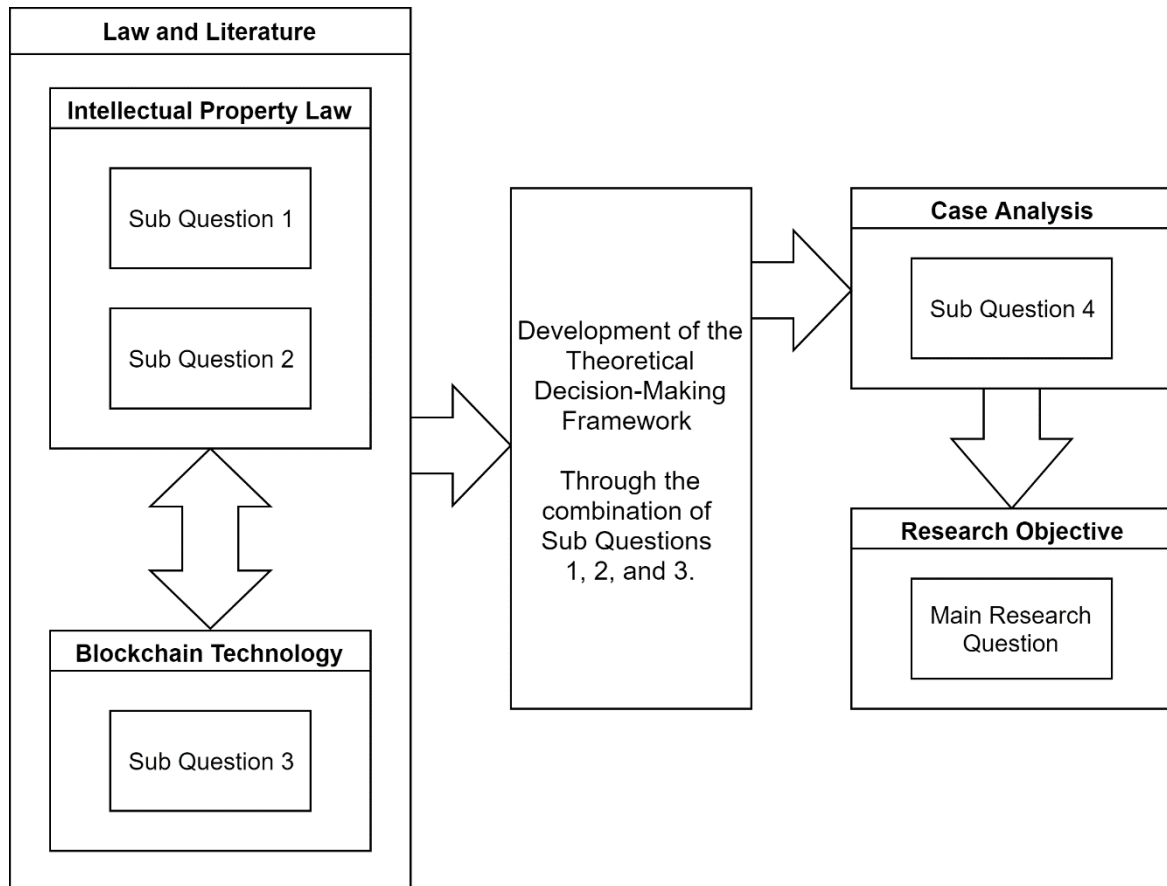 Law and Literature
Intellectual Property Law
Sub Question 1
Sub Question 2
Blockchain Technology
Sub Question 3
Development of the
Theoretical
Decision-Making
Framework
Through the
combination of
Sub Questions
1, 2, and 3.
Case Analysis
Sub Question 4
Research Objective
Main Research
Question